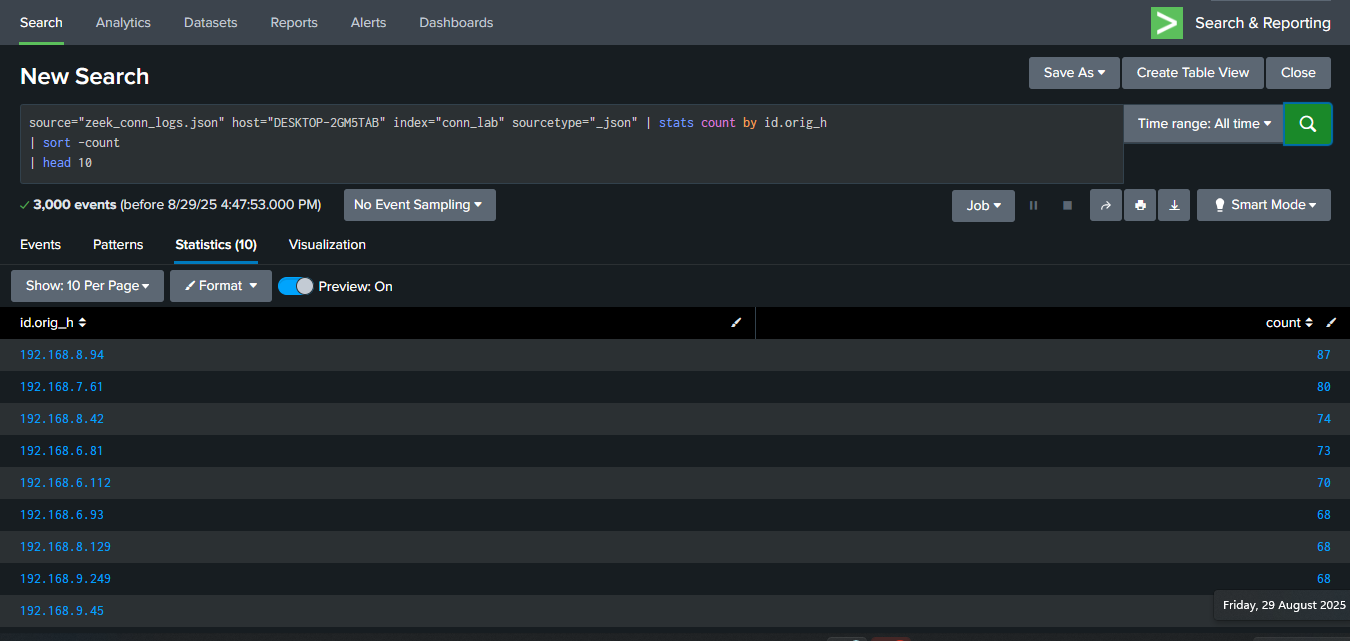 Search Analytics Datasets Reports Alerts Dashboards Search & Reporting
New Search Save As Create Table View Close
source="zeek_conn_logs.json" host="DESKTOP-2GM5TAB" index="conn_lab" sourcetype="_json" | stats count by id.orig_h
| sort -count
| head 10
Time range: All time
3,000 events (before 8/29/25 4:47:53.000 PM) No Event Sampling Job Smart Mode
Events Patterns Statistics (10) Visualization
Show: 10 Per Page Format Preview: On
id.orig_h count
192.168.8.94 87
192.168.7.61 80
192.168.8.42 74
192.168.6.81 73
192.168.6.112 70
192.168.6.93 68
192.168.8.129 68
192.168.9.249 68
192.168.9.45
Friday, 29 August 2025